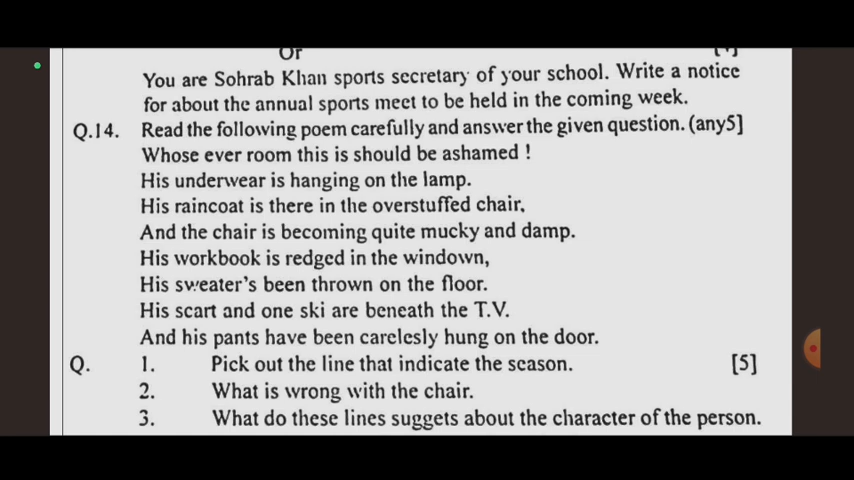 Or
You are Sohrab Khan sports secretary of your school. Write a notice
for about the annual sports meet to be held in the coming week.
Q.14. Read the following poem carefully and answer the given question. (any5]
Whose ever room this is should be ashamed !
His underwear is hanging on the lamp.
His raincoat is there in the overstuffed chair,
And the chair is becoming quite mucky and damp.
His workbook is redged in the windown,
His sweater's been thrown on the floor.
His scart and one ski are beneath the T.V.
And his pants have been carelesly hung on the door.
Q. 1. Pick out the line that indicate the season. [5]
2. What is wrong with the chair.
3. What do these lines suggets about the character of the person.